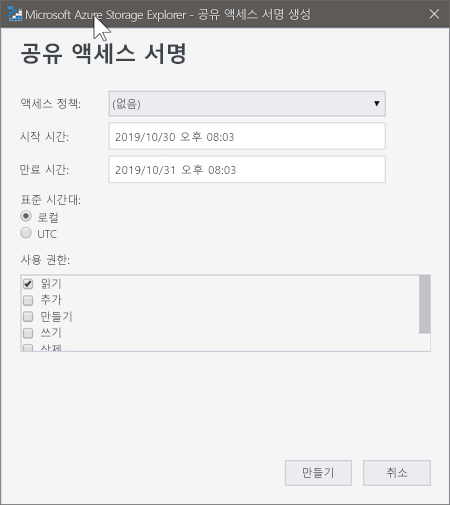 Microsoft Azure Storage Explorer - 공유 액세스 서명 생성
공유 액세스 서명
액세스 정책: (없음)
시작 시간: 2019/10/30 오후 08:03
만료 시간: 2019/10/31 오후 08:03
표준 시간대:
로컬
UTC
사용 권한:
읽기
추가
만들기
쓰기
삭제
만들기 취소